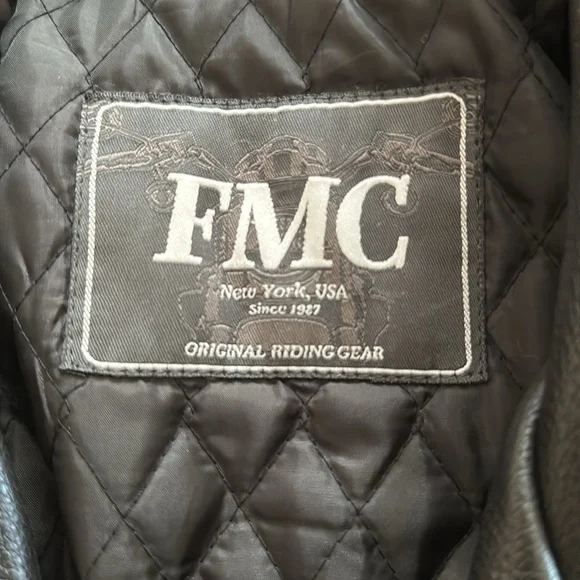 FMC
New York, USA
Since 1987
ORIGINAL RIDING GEAR